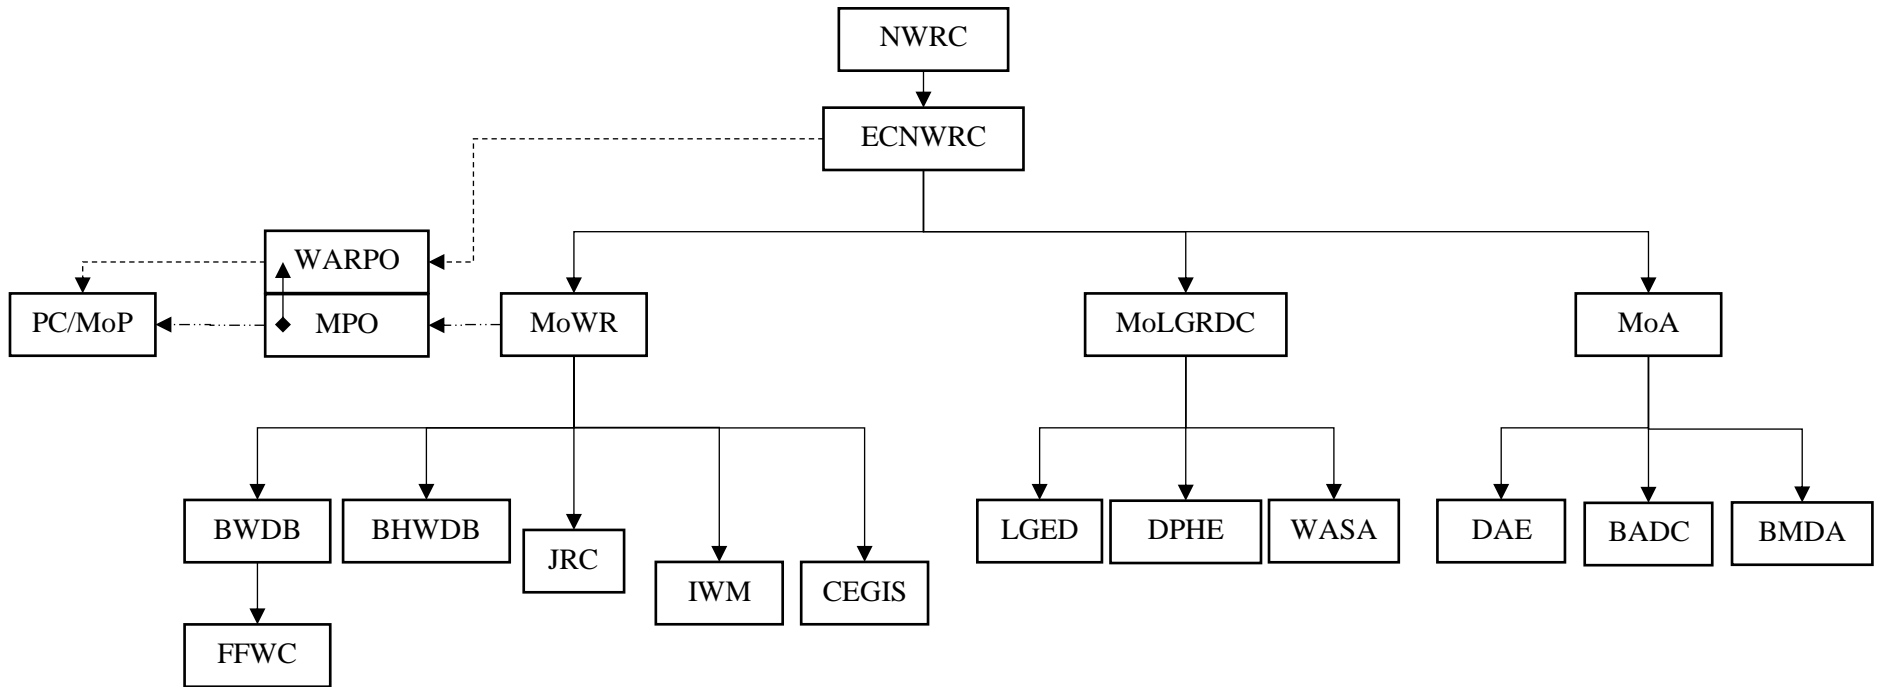 NWRC
ECNWRC
WARPO
PC/MoP
MPO
MoWR
MoLGRDC
MoA
BWDB
BHWDB
JRC
IWM
CEGIS
LGED
DPHE
WASA
DAE
BADC
BMDA
FFWC